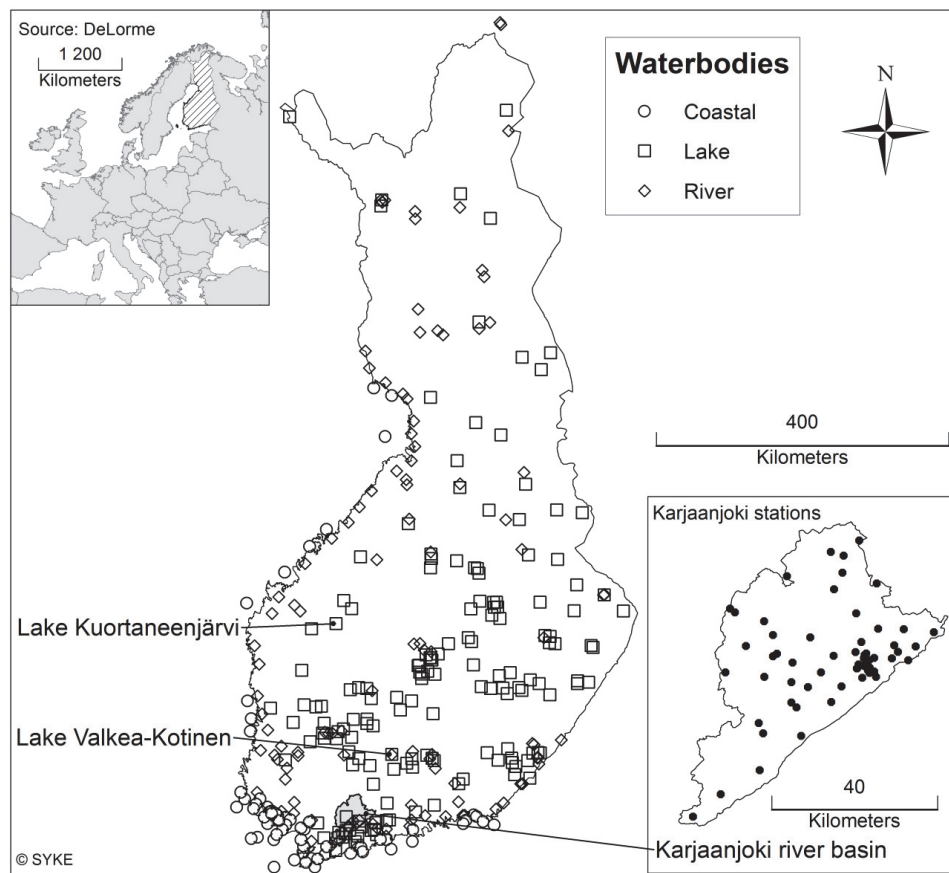 Source: DeLorme
1 200
Kilometers
Waterbodies
Coastal
Lake
River
N
400
Kilometers
Karjaanjoki stations
Lake Kuortaneenjärvi
Lake Valkea-Kotinen
40
Kilometers
Karjaanjoki river basin
© SYKE